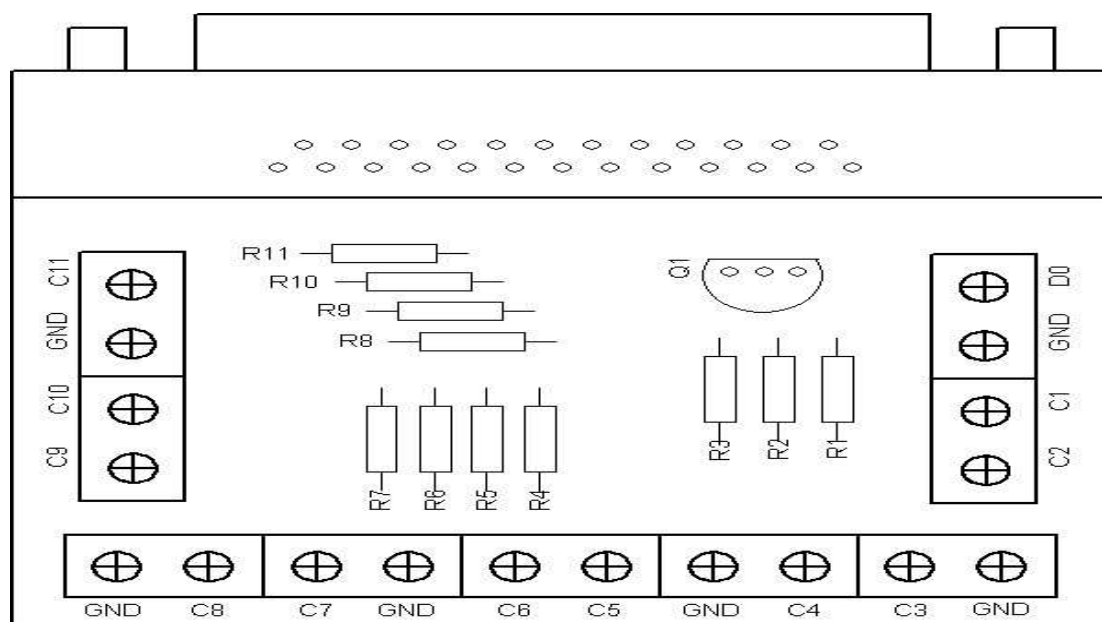 R11
R10
R9
R8
Q1
C11
GND
C10
C9
D0
GND
C1
C2
R7 R6 R5 R4
R3 R2 R1
GND C8 C7 GND C6 C5 GND C4 C3 GND